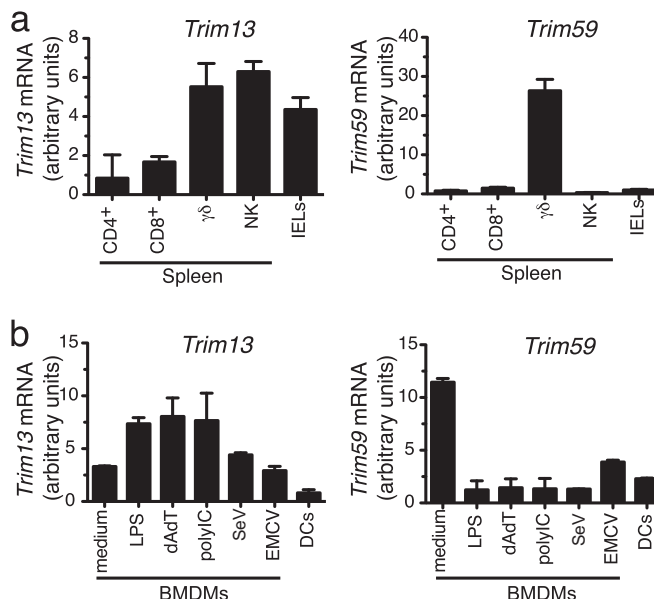 a
Trim13
Trim13 mRNA
(arbitrary units)
8
6
4
2
0
CD4+
CD8+
γδ
NK
IELs
Spleen
Trim59
Trim59 mRNA
(arbitrary units)
40
30
20
10
0
CD4+
CD8+
γδ
NK
IELs
Spleen
b
Trim13
Trim13 mRNA
(arbitrary units)
15
10
5
0
medium
LPS
dAdT
polyIC
SeV
EMCV
DCs
BMDMs
Trim59
Trim59 mRNA
(arbitrary units)
15
10
5
0
medium
LPS
dAdT
polyIC
SeV
EMCV
DCs
BMDMs